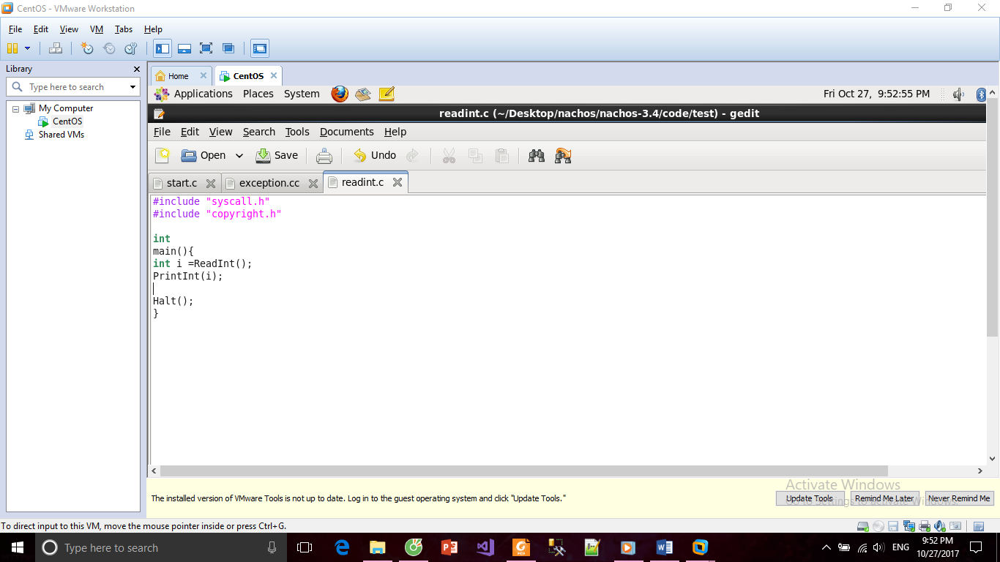 CentOS - VMware Workstation
File Edit View VM Tabs Help
Library
Type here to search
My Computer
CentOS
Shared VMs
Home CentOS
Applications Places System
Fri Oct 27, 9:52:55 PM
readint.c (~/Desktop/nachos/nachos-3.4/code/test) - gedit
File Edit View Search Tools Documents Help
Open Save Undo
start.c exception.cc readint.c
#include "syscall.h"
#include "copyright.h"
int
main(){
int i =ReadInt();
PrintInt(i);
Halt();
}
Activate Windows
Go to Settings to activate Windows.
The installed version of VMware Tools is not up to date. Log in to the guest operating system and click "Update Tools."
Update Tools Remind Me Later Never Remind Me
To direct input to this VM, move the mouse pointer inside or press Ctrl+G.
Type here to search
ENG
9:52 PM
10/27/2017